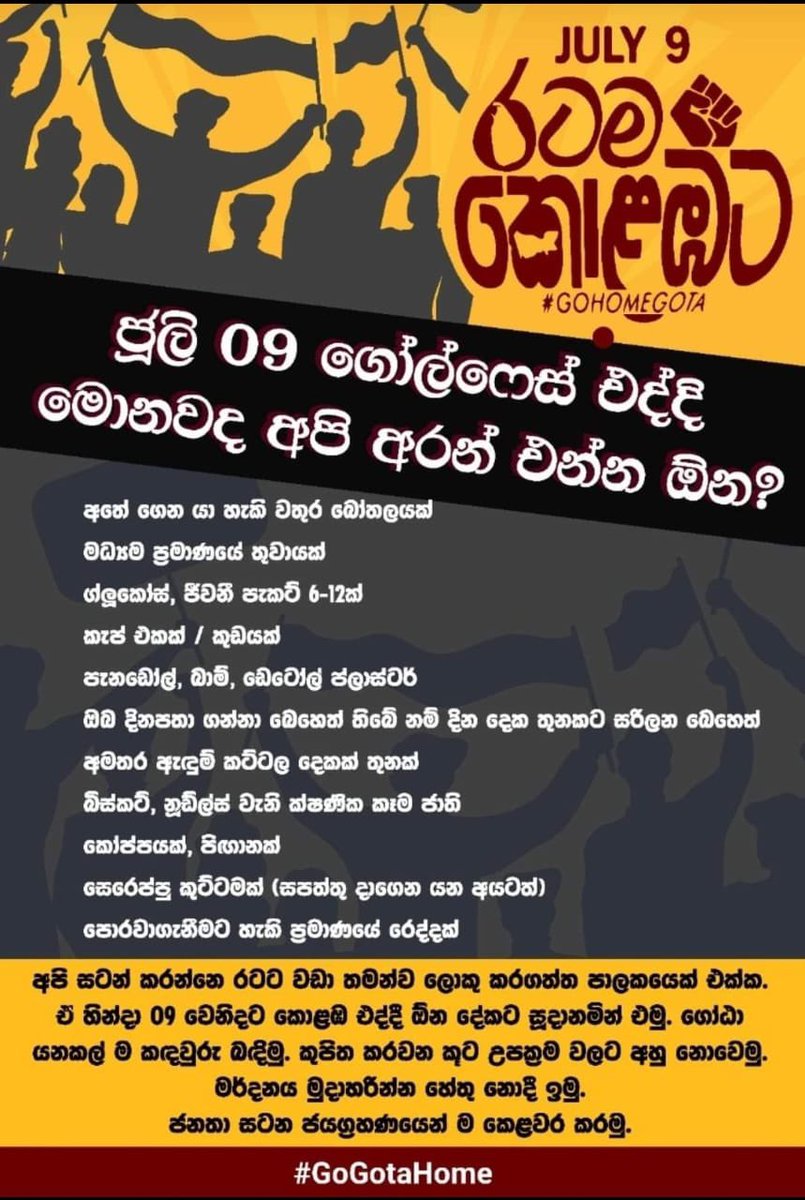 JULY 9
රටම
කොළඹට
#GOHOMEGOTA
ජූලි 09 ගෝල්ෆෙස් එද්දි
මොනවද අපි අරන් එන්න ඕන?
අතේ ගෙන යා හැකි වතුර බෝතලයක්
මධ්‍යම ප්‍රමාණයේ තුවායක්
ග්ලූකෝස්, ජීවනී පැකට් 6-12ක්
කැප් එකක් / කුඩයක්
පැනඩෝල්, බාම්, ඩෙටෝල් ප්ලාස්ටර්
ඔබ දිනපතා ගන්නා බෙහෙත් තිබේ නම් දින දෙක තුනකට සරිලන බෙහෙත්
අමතර ඇඳුම් කට්ටල දෙකක් තුනක්
බිස්කට්, නූඩ්ල්ස් වැනි ක්ෂණික කෑම ජාති
කෝප්පයක්, පිඟානක්
සෙරෙප්පු කුට්ටමක් (සපත්තු දාගෙන යන අයටත්)
පොරවාගැනීමට හැකි ප්‍රමාණයේ රෙද්දක්
අපි සටන් කරන්නෙ රටට වඩා තමන්ව ලොකු කරගත්ත පාලකයෙක් එක්ක.
ඒ හින්දා 09 වෙනිදට කොළඹ එද්දී ඕන දේකට සූදානමින් එමු. ගෝඨා
යනකල් ම කඳවුරු බඳිමු. කුපිත කරවන කූට උපක්‍රම වලට අහු නොවෙමු.
මර්දනය මුදාහරින්න හේතු නොදී ඉමු.
ජනතා සටන ජයග්‍රහණයෙන් ම කෙළවර කරමු.
#GoGotaHome